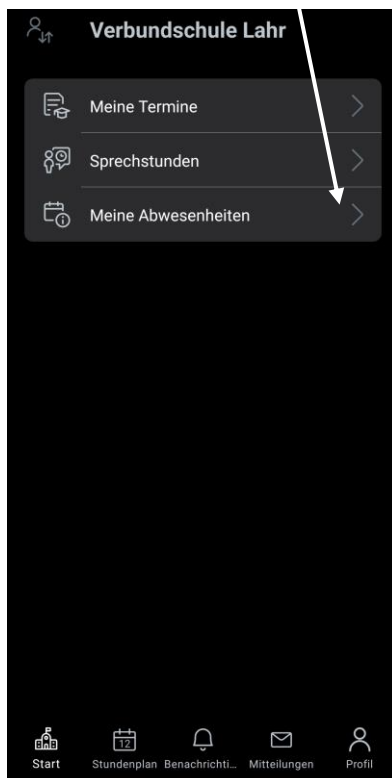 Verbundschule Lahr
Meine Termine
Sprechstunden
Meine Abwesenheiten
12
Start Stundenplan Benachrichti... Mitteilungen Profil